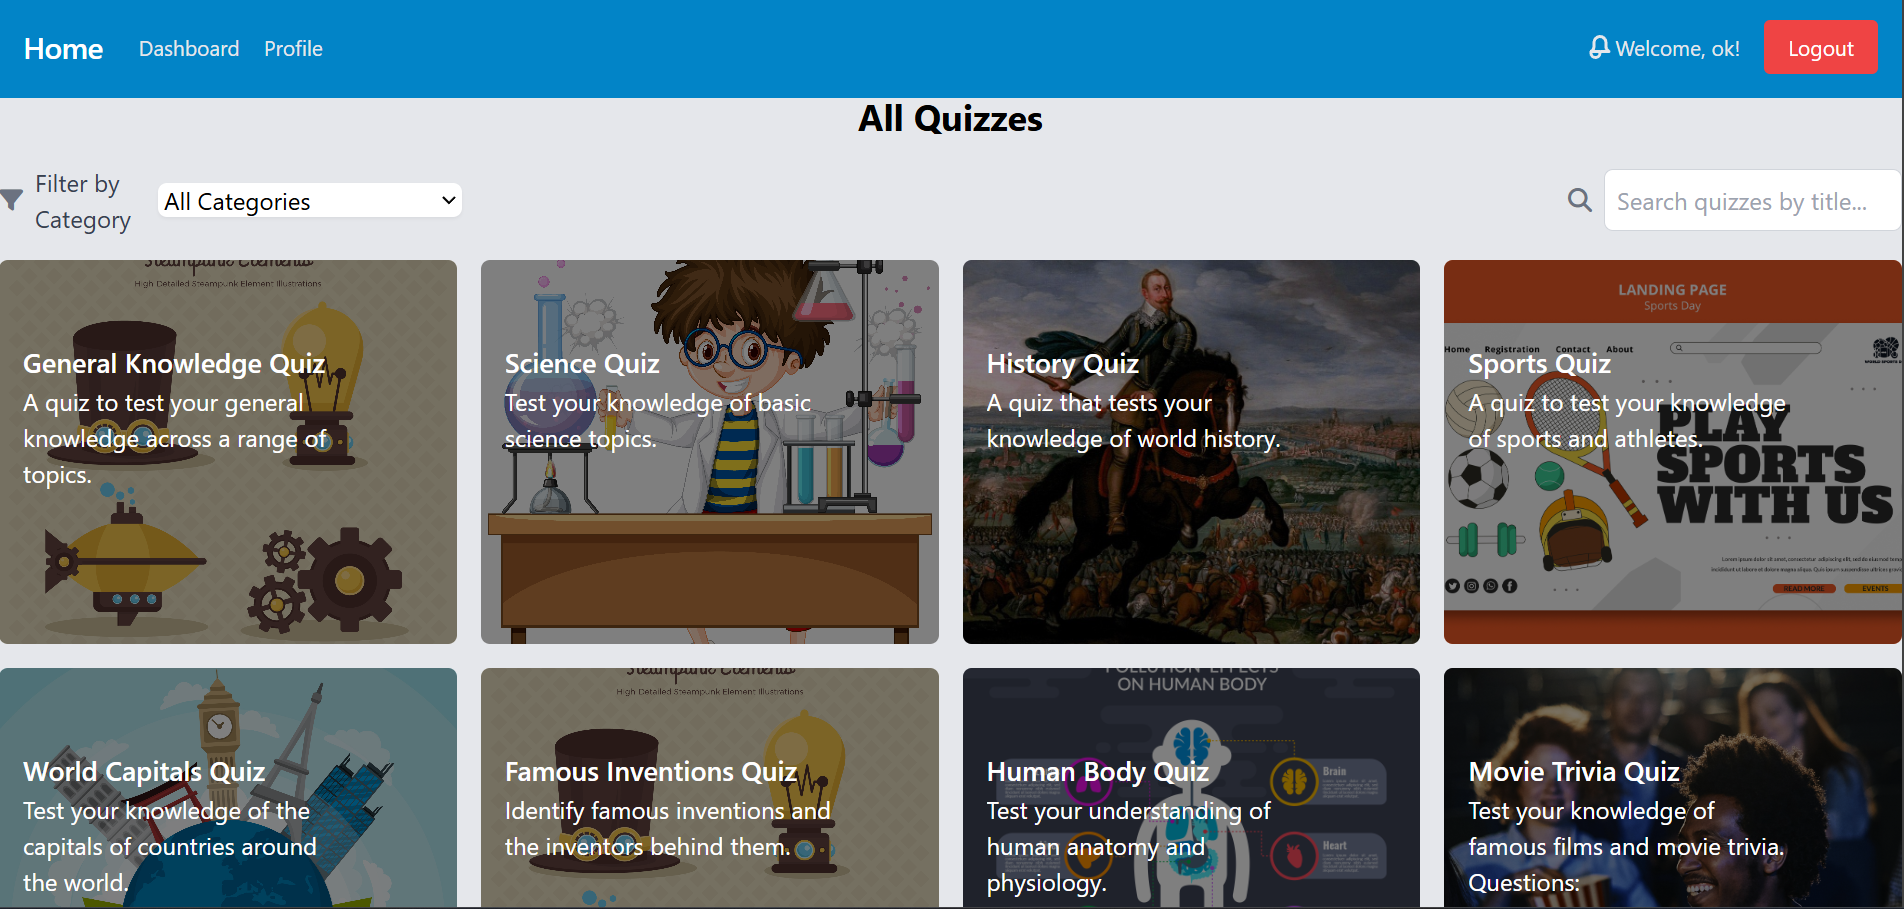 Home Dashboard Profile Welcome, ok! Logout
All Quizzes
Filter by
Category
All Categories
Search quizzes by title...
High Detailed Steampunk Element Illustrations
General Knowledge Quiz
A quiz to test your general
knowledge across a range of
topics.
Science Quiz
Test your knowledge of basic
science topics.
History Quiz
A quiz that tests your
knowledge of world history.
LANDING PAGE
Sports Day
Home Registration Contact About
Sports Quiz
A quiz to test your knowledge
of sports and athletes.
PLAY
SPORTS
WITH US
READ MORE
EVENTS
World Capitals Quiz
Test your knowledge of the
capitals of countries around
the world.
High Detailed Steampunk Element Illustrations
Famous Inventions Quiz
Identify famous inventions and
the inventors behind them.
POLLUTION EFFECTS
ON HUMAN BODY
Human Body Quiz
Test your understanding of
human anatomy and
physiology.
Brain
Heart
Movie Trivia Quiz
Test your knowledge of
famous films and movie trivia.
Questions: